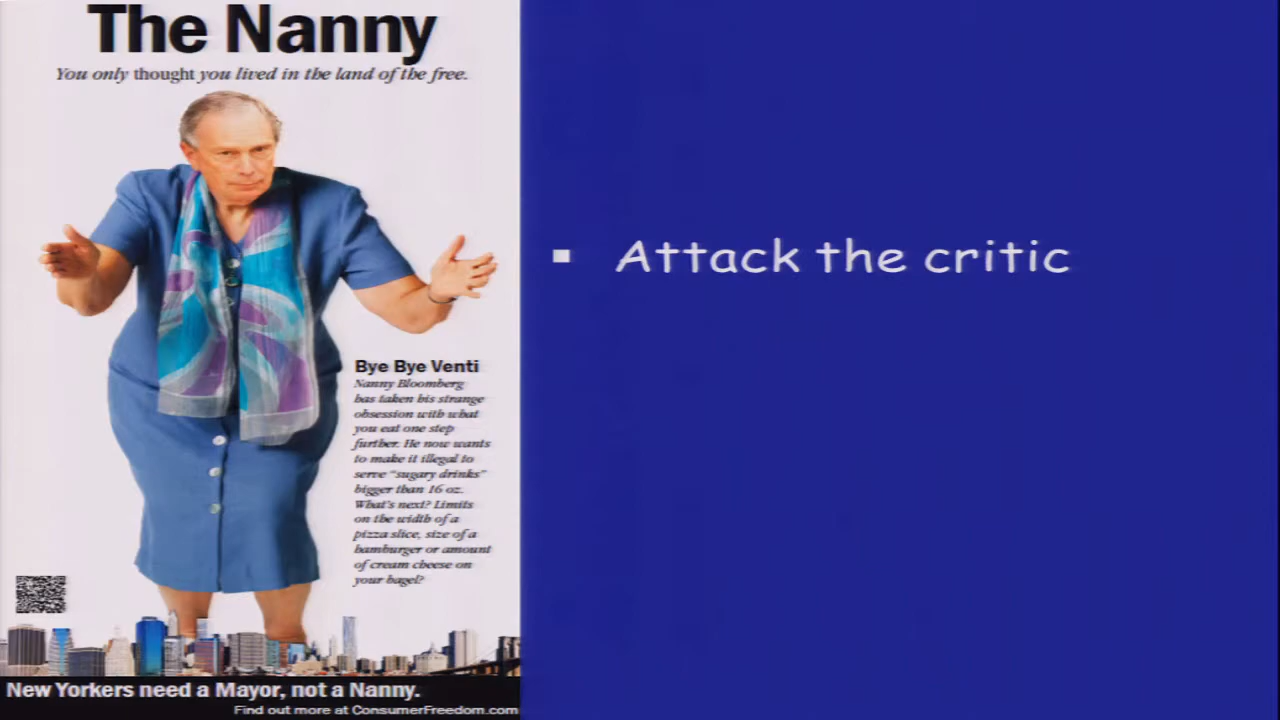 The Nanny
You only thought you lived in the land of the free.
Attack the critic
Bye Bye Venti
Nanny Bloomberg
has taken his strange
obsession with what
you eat one step
further. He now wants
to make it illegal to
serve "sugary drinks"
bigger than 16 oz.
What's next? Limits
on the width of a
pizza slice, size of a
hamburger or amount
of cream cheese on
your bagel?
New Yorkers need a Mayor, not a Nanny.
Find out more at ConsumerFreedom.com